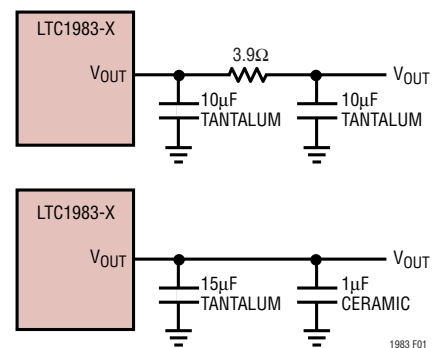 LTC1983-X
3.9Ω
VOUT
VOUT
10μF
TANTALUM
10μF
TANTALUM
LTC1983-X
VOUT
VOUT
15μF
TANTALUM
1μF
CERAMIC
1983 F01